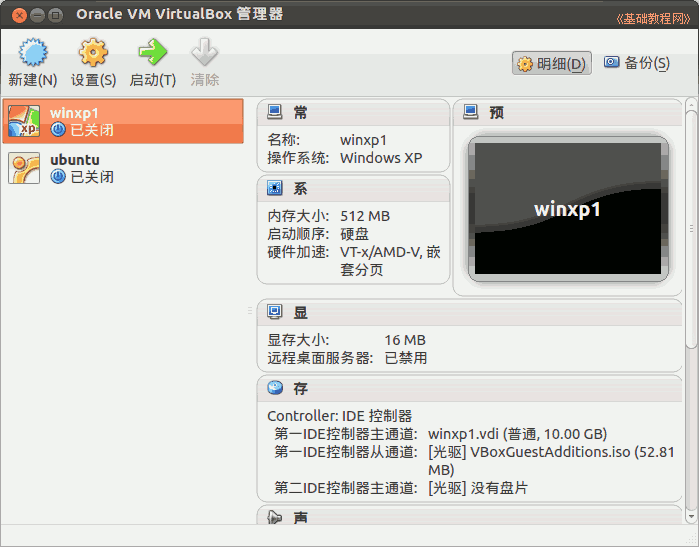 Oracle VM VirtualBox 管理器
《基础教程网》
新建(N) 设置(S) 启动(T) 清除
明细(D) 备份(S)
winxp1
已关闭
ubuntu
已关闭
常
名称: winxp1
操作系统: Windows XP
系
内存大小: 512 MB
启动顺序: 硬盘
硬件加速: VT-x/AMD-V, 嵌
套分页
预
winxp1
显
显存大小: 16 MB
远程桌面服务器: 已禁用
存
Controller: IDE 控制器
第一IDE控制器主通道: winxp1.vdi (普通, 10.00 GB)
第一IDE控制器从通道: [光驱] VBoxGuestAdditions.iso (52.81
MB)
第二IDE控制器主通道: [光驱] 没有盘片
声